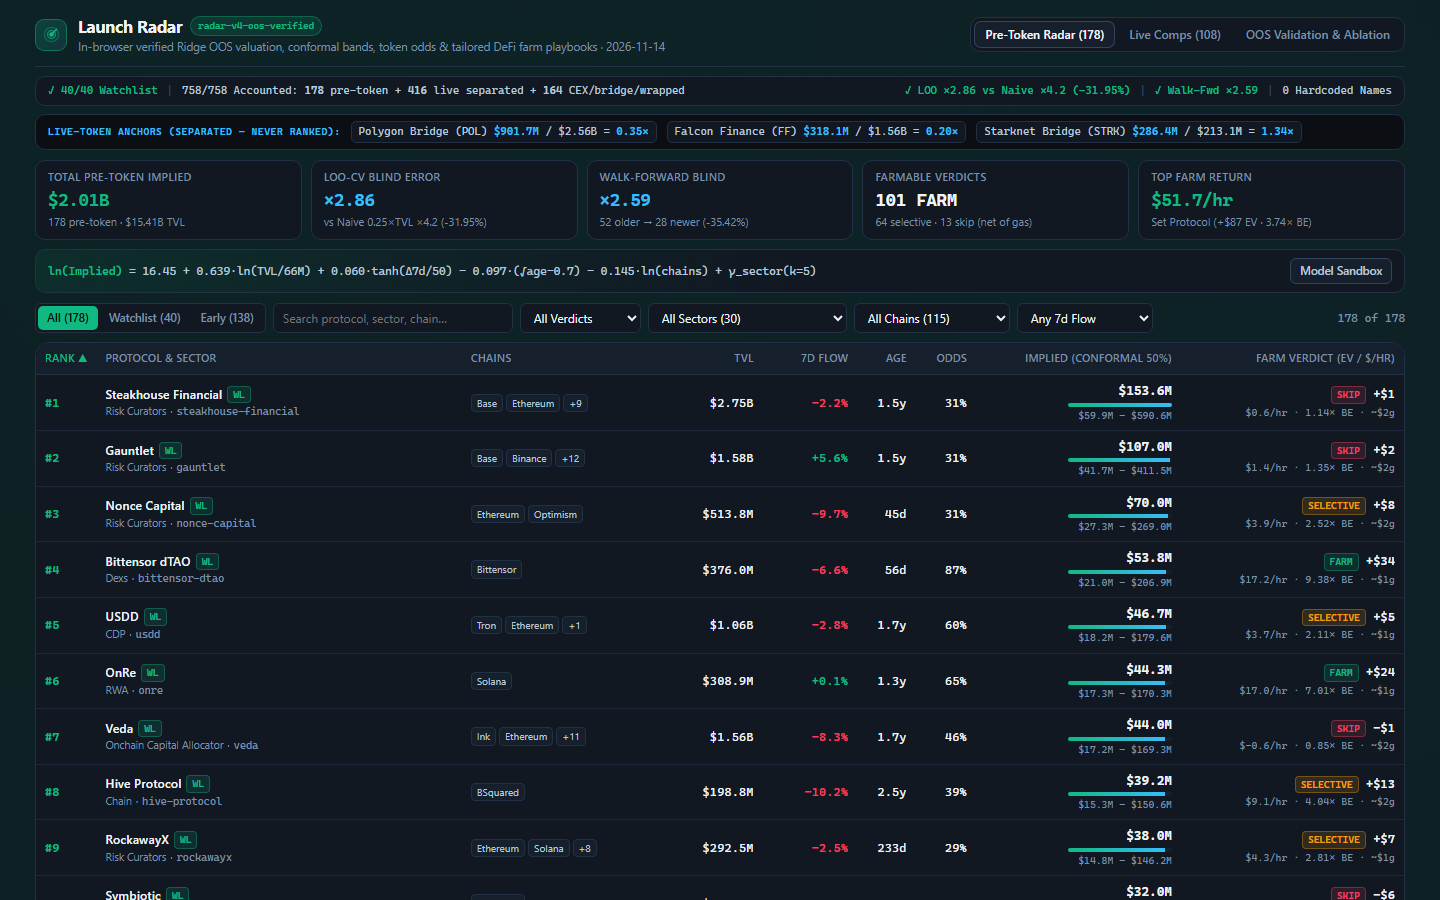 Launch Radar radar-v4-oos-verified
In-browser verified Ridge OOS valuation, conformal bands, token odds & tailored DeFi farm playbooks · 2026-11-14
Pre-Token Radar (178) Live Comps (108) OOS Validation & Ablation
✓ 40/40 Watchlist | 758/758 Accounted: 178 pre-token + 416 live separated + 164 CEX/bridge/wrapped
✓ LOO ×2.86 vs Naive ×4.2 (−31.95%) | ✓ Walk-Fwd ×2.59 | 0 Hardcoded Names
LIVE-TOKEN ANCHORS (SEPARATED — NEVER RANKED): Polygon Bridge (POL) $901.7M / $2.56B = 0.35× Falcon Finance (FF) $318.1M / $1.56B = 0.20× Starknet Bridge (STRK) $286.4M / $213.1M = 1.34×
TOTAL PRE-TOKEN IMPLIED
$2.01B
178 pre-token · $15.41B TVL
LOO-CV BLIND ERROR
×2.86
vs Naive 0.25×TVL ×4.2 (-31.95%)
WALK-FORWARD BLIND
×2.59
52 older → 28 newer (-35.42%)
FARMABLE VERDICTS
101 FARM
64 selective · 13 skip (net of gas)
TOP FARM RETURN
$51.7/hr
Set Protocol (+$87 EV · 3.74× BE)
ln(Implied) = 16.45 + 0.639·ln(TVL/66M) + 0.060·tanh(Δ7d/50) − 0.097·(√age−0.7) − 0.145·ln(chains) + γ_sector(k=5)
Model Sandbox
All (178) Watchlist (40) Early (138) Search protocol, sector, chain... All Verdicts All Sectors (30) All Chains (115) Any 7d Flow 178 of 178
RANK ▲ PROTOCOL & SECTOR CHAINS TVL 7D FLOW AGE ODDS IMPLIED (CONFORMAL 50%) FARM VERDICT (EV / $/HR)
#1 Steakhouse Financial WL Base Ethereum +9 $2.75B −2.2% 1.5y 31% $153.6M SKIP +$1
Risk Curators · steakhouse-financial $59.9M — $590.6M $0.6/hr · 1.14× BE · ~$2g
#2 Gauntlet WL Base Binance +12 $1.58B +5.6% 1.5y 31% $107.0M SKIP +$2
Risk Curators · gauntlet $41.7M — $411.5M $1.4/hr · 1.35× BE · ~$2g
#3 Nonce Capital WL Ethereum Optimism $513.8M −9.7% 45d 31% $70.0M SELECTIVE +$8
Risk Curators · nonce-capital $27.3M — $269.0M $3.9/hr · 2.52× BE · ~$2g
#4 Bittensor dTAO WL Bittensor $376.0M −6.6% 56d 87% $53.8M FARM +$34
Dexs · bittensor-dtao $21.0M — $206.9M $17.2/hr · 9.38× BE · ~$1g
#5 USDD WL Tron Ethereum +1 $1.06B −2.8% 1.7y 60% $46.7M SELECTIVE +$5
CDP · usdd $18.2M — $179.6M $3.7/hr · 2.11× BE · ~$1g
#6 OnRe WL Solana $308.9M +0.1% 1.3y 65% $44.3M FARM +$24
RWA · onre $17.3M — $170.3M $17.0/hr · 7.01× BE · ~$1g
#7 Veda WL Ink Ethereum +11 $1.56B −8.3% 1.7y 46% $44.0M SKIP −$1
Onchain Capital Allocator · veda $17.2M — $169.3M $−0.6/hr · 0.85× BE · ~$2g
#8 Hive Protocol WL BSquared $198.8M −10.2% 2.5y 39% $39.2M SELECTIVE +$13
Chain · hive-protocol $15.3M — $150.6M $9.1/hr · 4.04× BE · ~$2g
#9 RockawayX WL Ethereum Solana +8 $292.5M −2.5% 233d 29% $38.0M SELECTIVE +$7
Risk Curators · rockawayx $14.8M — $146.2M $4.3/hr · 2.81× BE · ~$1g
Symbiotic WL $32.0M SKIP −$6